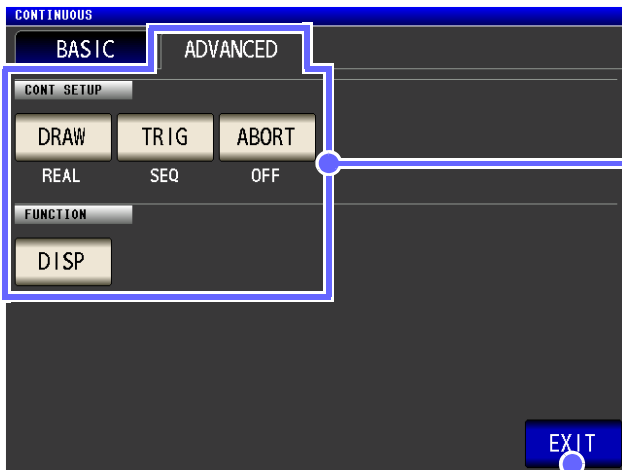 CONTINUOUS
BASIC ADVANCED
CONT SETUP
DRAW TRIG ABORT
REAL SEQ OFF
FUNCTION
DISP
EXIT